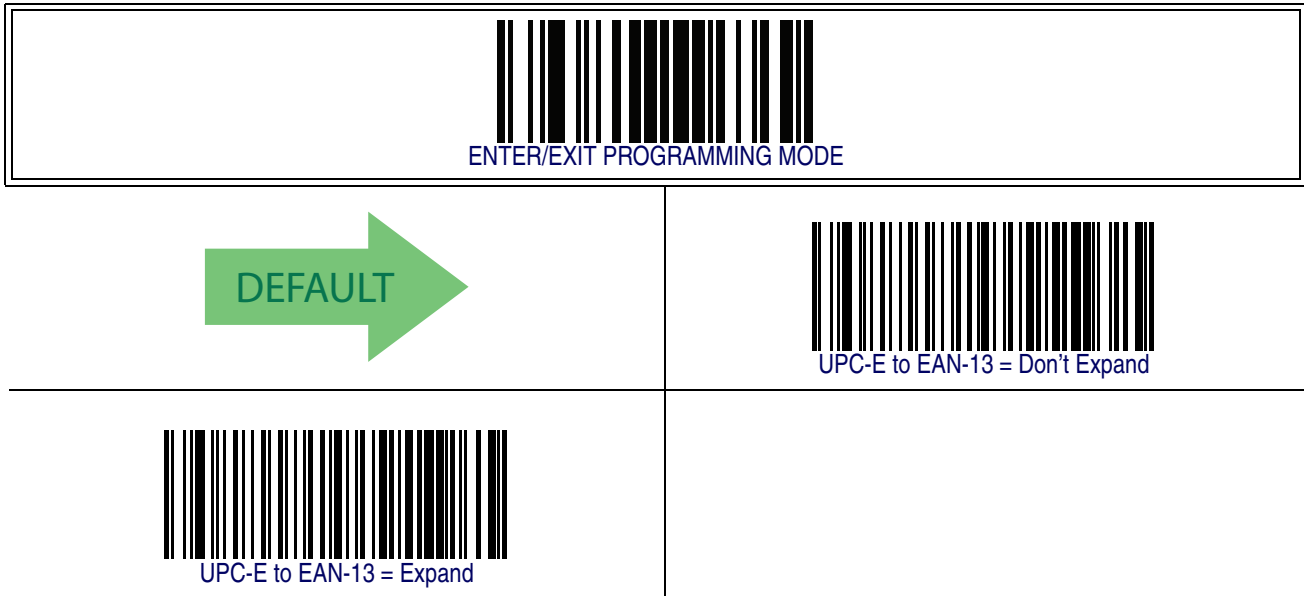 ENTER/EXIT PROGRAMMING MODE
DEFAULT
UPC-E to EAN-13 = Don't Expand
UPC-E to EAN-13 = Expand